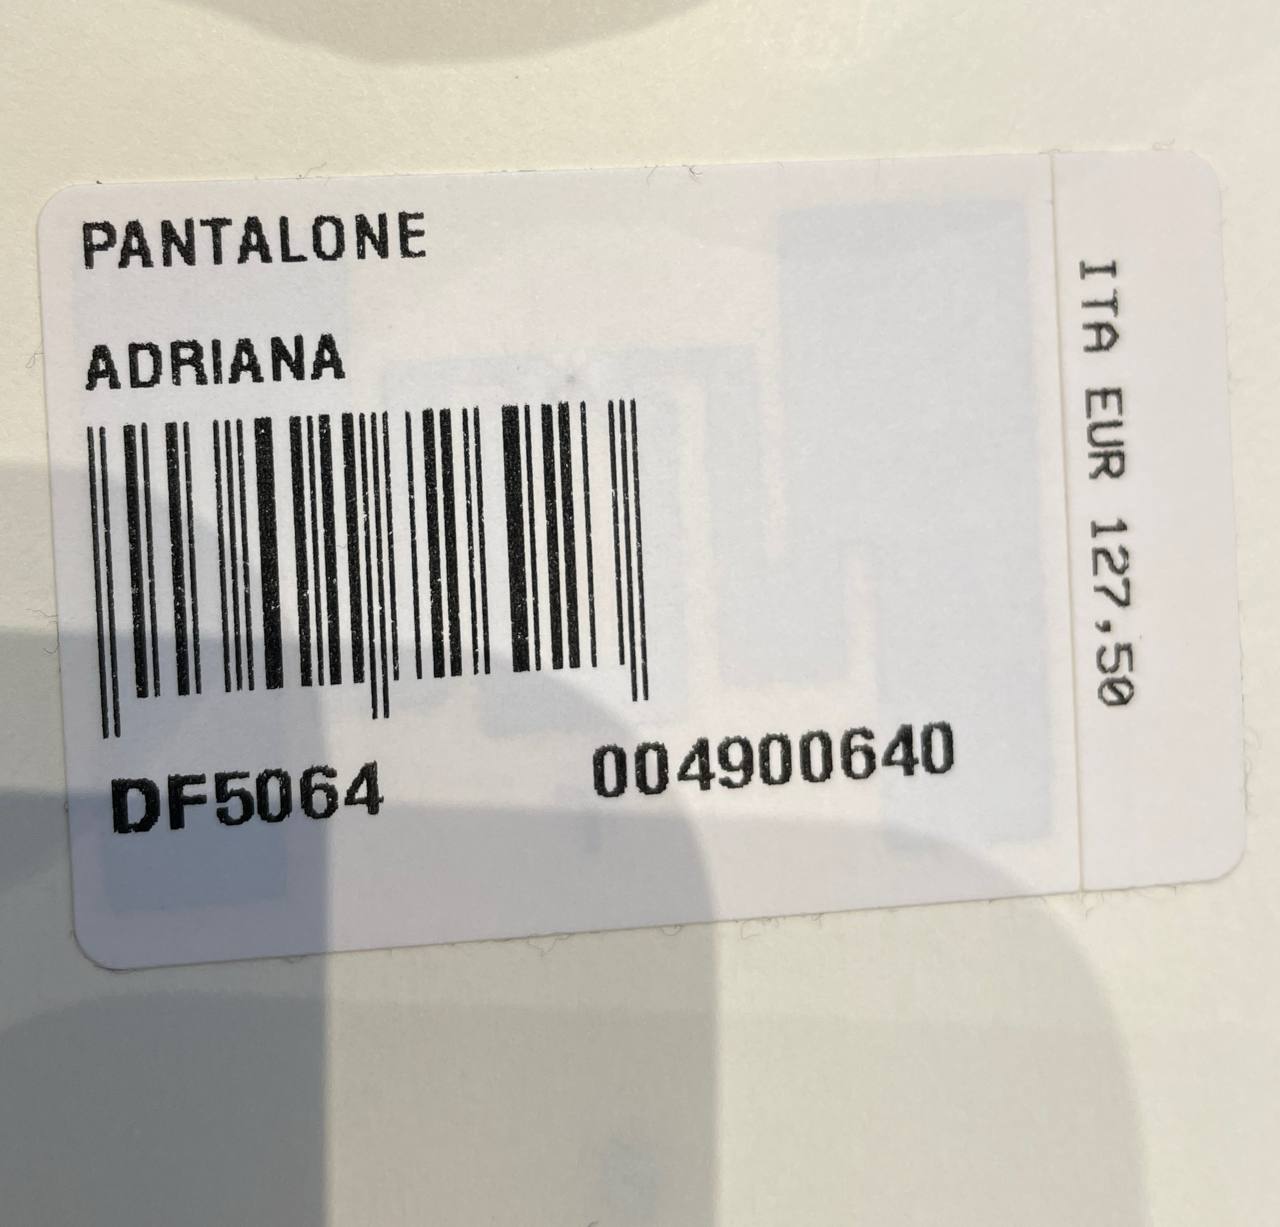 PANTALONE
ADRIANA
DF5064 004900640
ITA EUR 127,50